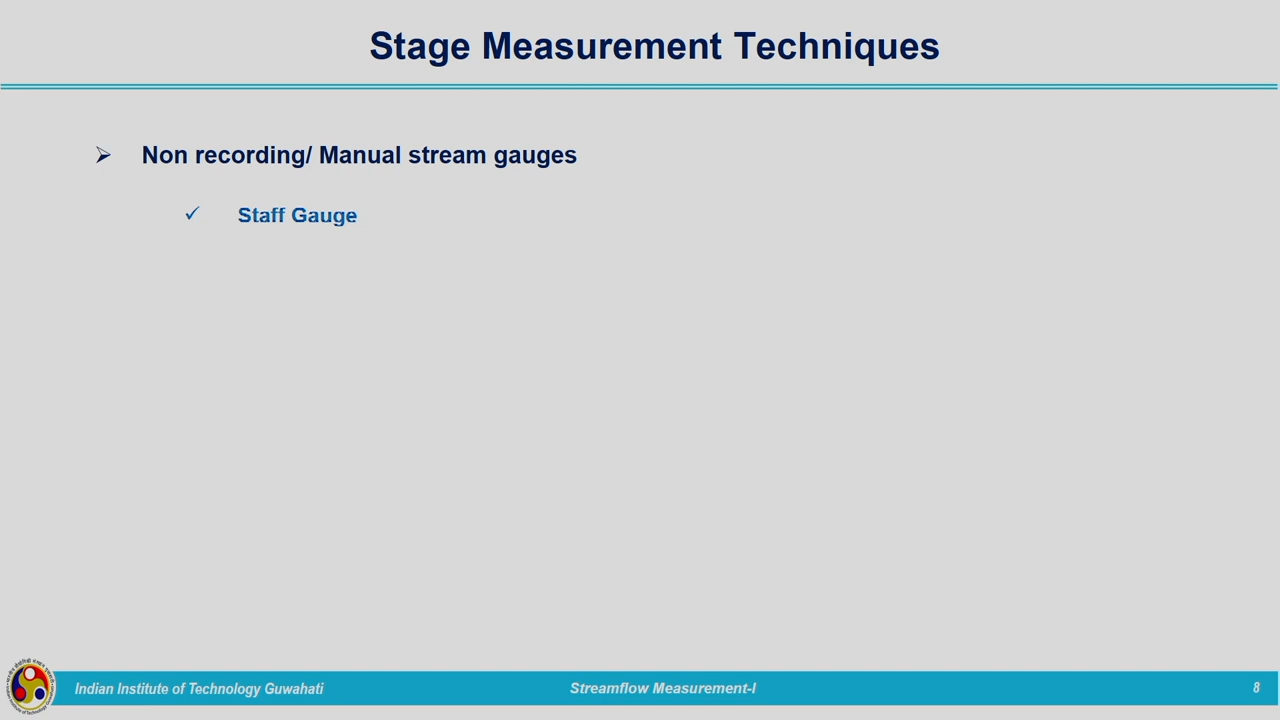 Stage Measurement Techniques
Non recording/ Manual stream gauges
Staff Gauge
Indian Institute of Technology Guwahati
Streamflow Measurement-I
8